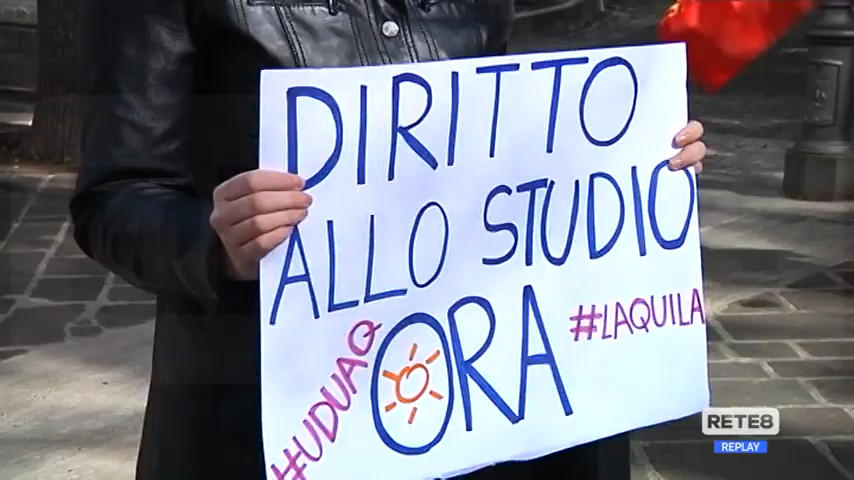 DIRITTO
ALLO STUDIO
ORA
#LAQUILA
#UDUAQ
RETE8
REPLAY